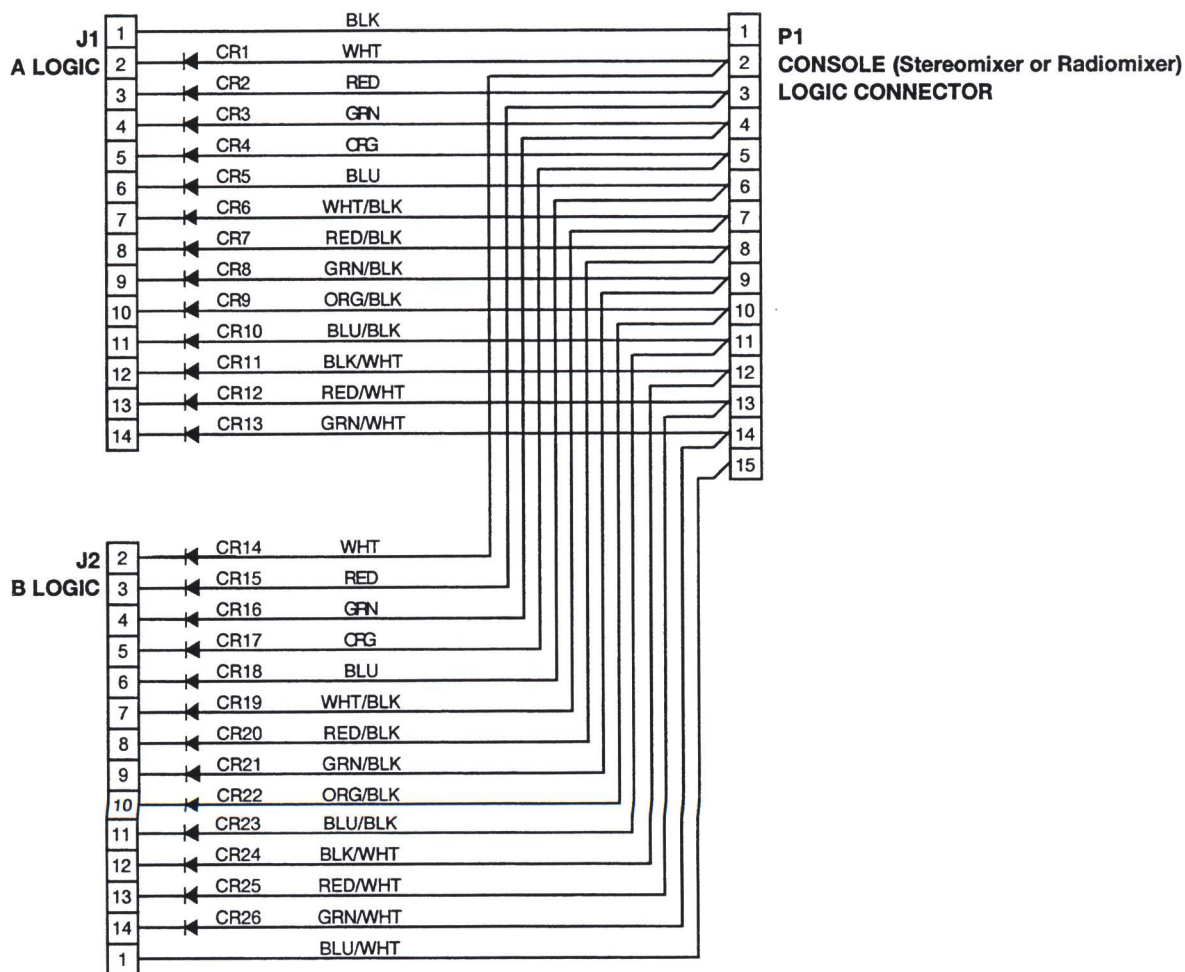 J1
A LOGIC
1 BLK 1
2 CR1 WHT 2
3 CR2 RED 3
4 CR3 GRN 4
5 CR4 ORG 5
6 CR5 BLU 6
7 CR6 WHT/BLK 7
8 CR7 RED/BLK 8
9 CR8 GRN/BLK 9
10 CR9 ORG/BLK 10
11 CR10 BLU/BLK 11
12 CR11 BLK/WHT 12
13 CR12 RED/WHT 13
14 CR13 GRN/WHT 14
15
P1
CONSOLE (Stereomixer or Radiomixer)
LOGIC CONNECTOR
J2
B LOGIC
2 CR14 WHT
3 CR15 RED
4 CR16 GRN
5 CR17 ORG
6 CR18 BLU
7 CR19 WHT/BLK
8 CR20 RED/BLK
9 CR21 GRN/BLK
10 CR22 ORG/BLK
11 CR23 BLU/BLK
12 CR24 BLK/WHT
13 CR25 RED/WHT
14 CR26 GRN/WHT
1 BLU/WHT